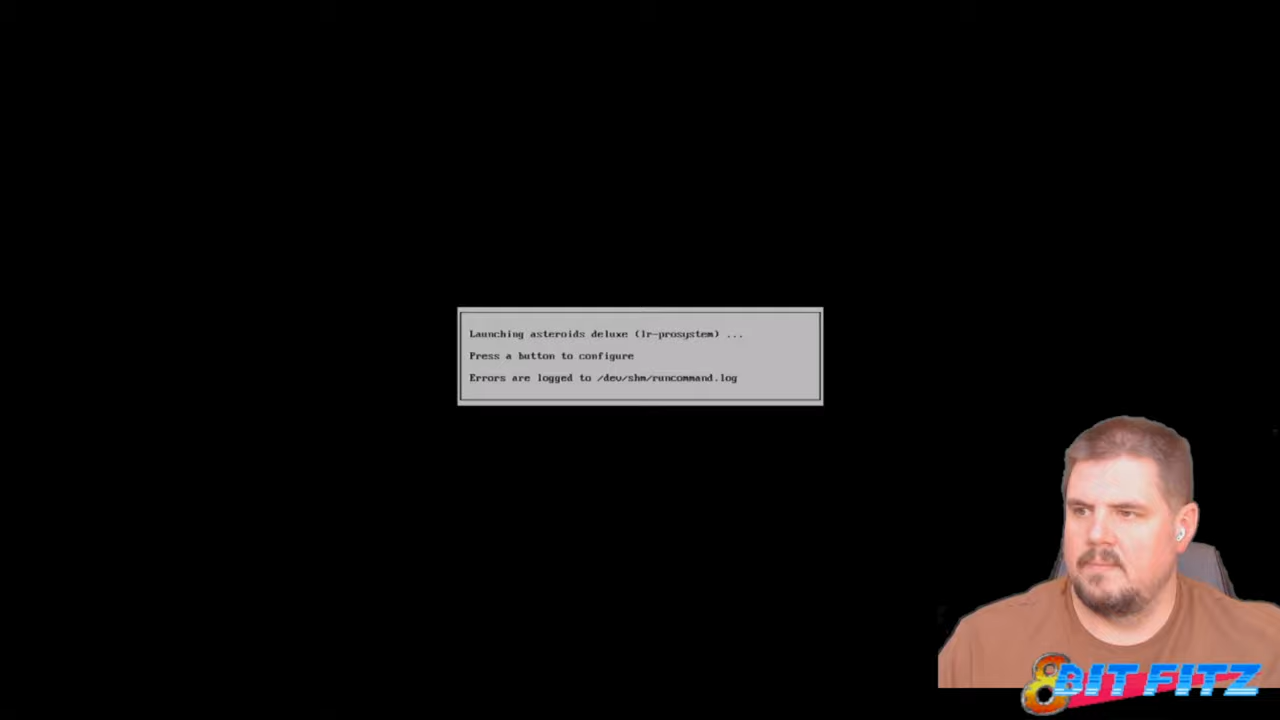 Launching asteroids deluxe (lr-prosystem) ...
Press a button to configure
Errors are logged to /dev/shm/runcommand.log
8BIT FITZ